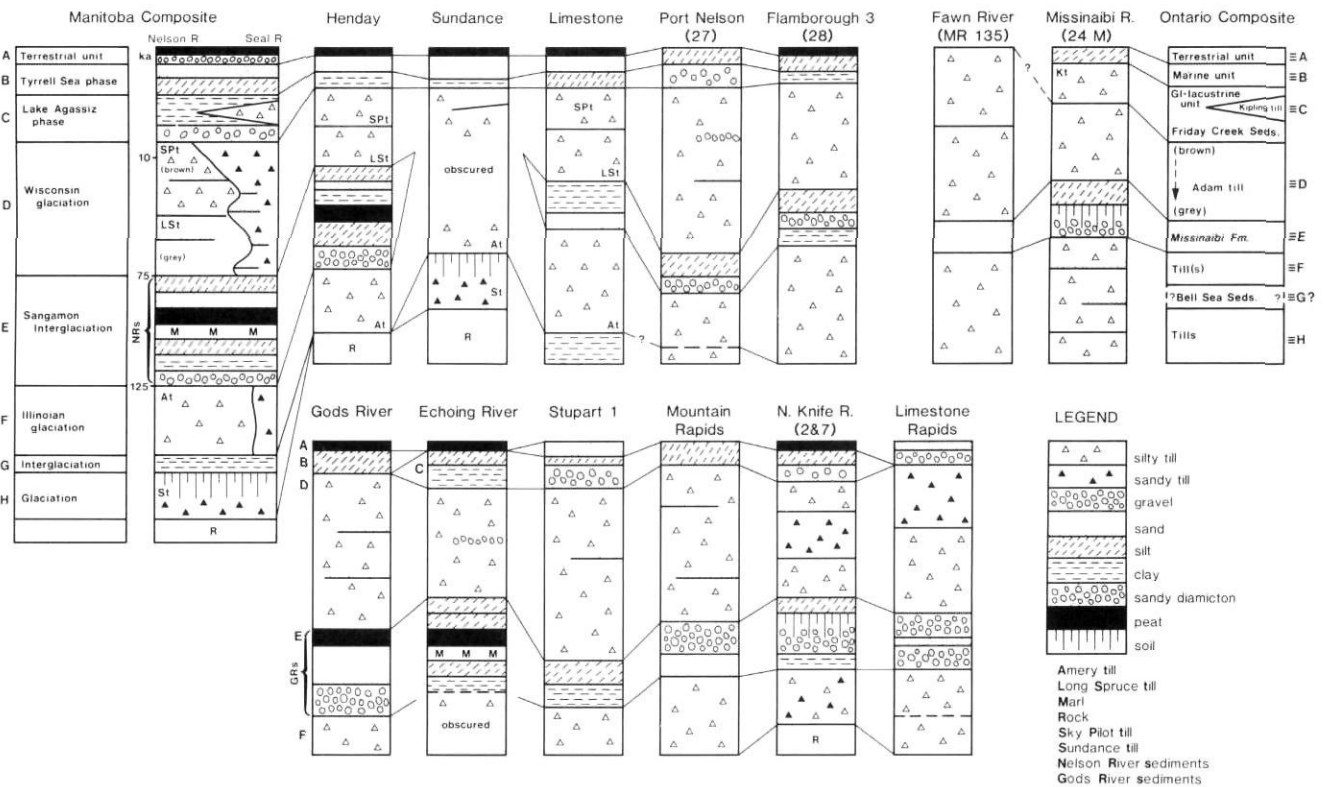 Manitoba Composite
Nelson R Seal R
Henday
Sundance
Limestone
Port Nelson
(27)
Flamborough 3
(28)
Fawn River
(MR 135)
Missinaibi R.
(24 M)
Ontario Composite
A Terrestrial unit
B Tyrrell Sea phase
C Lake Agassiz
phase
D Wisconsin
glaciation
E Sangamon
Interglaciation
F Illinoian
glaciation
G Interglaciation
H Glaciation
ka
10
75
125
SPt
(brown)
LSt
(grey)
NRs
M M M
At
St
R
SPt
LSt
At
R
obscured
At
St
R
SPt
LSt
At
?
?
Kt
Terrestrial unit ≡A
Marine unit ≡B
Gl-lacustrine
unit
Kipling till ≡C
Friday Creek Seds.
(brown)
Adam till ≡D
(grey)
Missinaibi Fm. ≡E
Till(s) ≡F
?Bell Sea Seds. ? ≡G?
Tills ≡H
Gods River
Echoing River
Stupart 1
Mountain
Rapids
N. Knife R.
(2&7)
Limestone
Rapids
A
B
C
D
E
GRs
F
M M M
obscured
R
LEGEND
silty till
sandy till
gravel
sand
silt
clay
sandy diamicton
peat
soil
Amery till
Long Spruce till
Marl
Rock
Sky Pilot till
Sundance till
Nelson River sediments
Gods River sediments